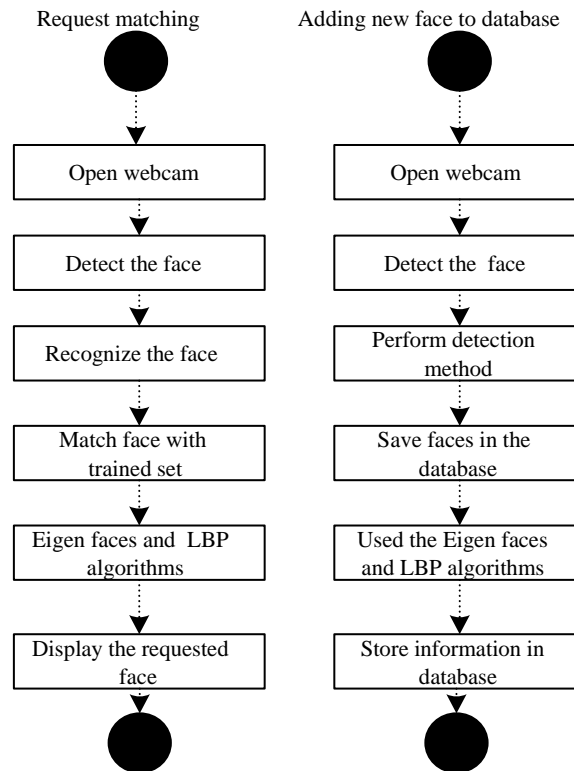 Request matching
Open webcam
Detect the face
Recognize the face
Match face with
trained set
Eigen faces and LBP
algorithms
Display the requested
face
Adding new face to database
Open webcam
Detect the face
Perform detection
method
Save faces in the
database
Used the Eigen faces
and LBP algorithms
Store information in
database